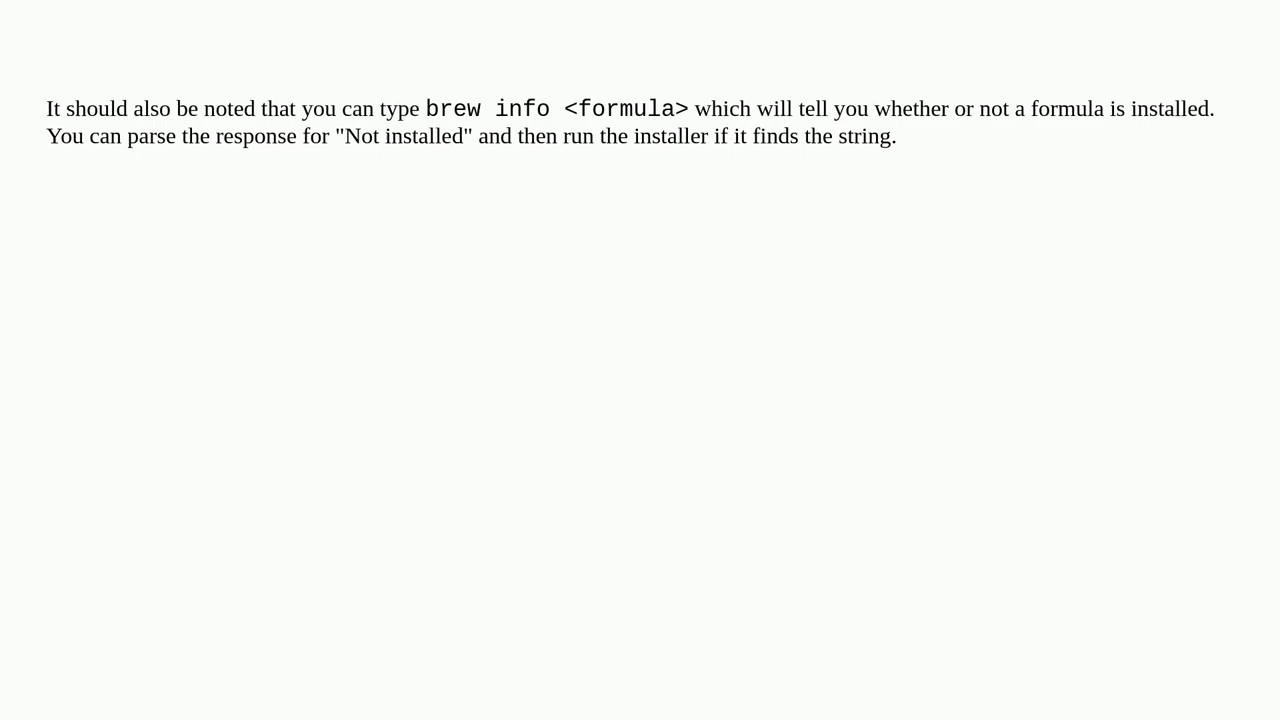 It should also be noted that you can type brew info <formula> which will tell you whether or not a formula is installed.
You can parse the response for "Not installed" and then run the installer if it finds the string.